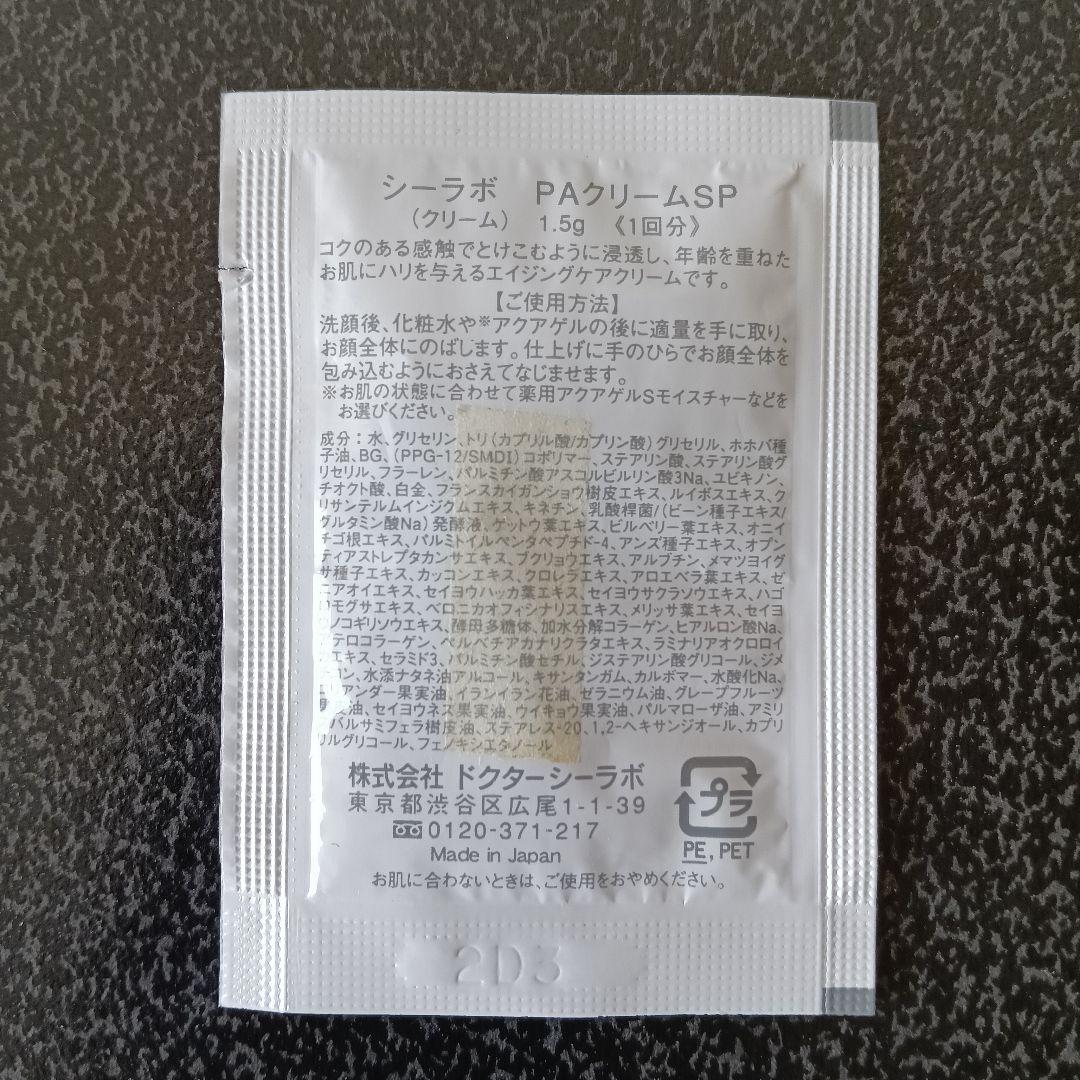 シーラボ PAクリームSP
(クリーム) 1.5g 《1回分》
コクのある感触でとけこむように浸透し、年齢を重ねた
お肌にハリを与えるエイジングケアクリームです。
【ご使用方法】
洗顔後、化粧水や※アクアゲルの後に適量を手に取り、
お顔全体にのばします。仕上げに手のひらでお顔全体を
包み込むようにおさえてなじませます。
※お肌の状態に合わせて薬用アクアゲルSモイスチャーなどを
お選びください。
成分：水、グリセリン、トリ(カプリル酸/カプリン酸)グリセリル、ホホバ種
子油、BG、(PPG-12/SMDI)コポリマー、ステアリン酸、ステアリン酸グ
リセリル、フラーレン、パルミチン酸アスコルビルリン酸3Na、ユビキノン、
チオクト酸、白金、フランスカイガンショウ樹皮エキス、ルイボスエキス、ク
リサンテルムインジクムエキス、キネチン、乳酸桿菌/(ビーン種子エキス/
グルタミン酸Na)発酵液、ゲットウ葉エキス、ビルベリー葉エキス、オニイ
チゴ根エキス、パルミトイルペンタペプチド-4、アンズ種子エキス、オプン
ティアストレプタカンサエキス、ブクリョウエキス、アルブチン、メマツヨイグ
サ種子エキス、カッコンエキス、クロレラエキス、アロエベラ葉エキス、ゼ
ニアオイエキス、セイヨウハッカ葉エキス、セイヨウサクラソウエキス、ハゴ
ロモグサエキス、ベロニカオフィシナリスエキス、メリッサ葉エキス、セイヨ
ウノコギリソウエキス、酵母多糖体、加水分解コラーゲン、ヒアルロン酸Na、
アテロコラーゲン、ペルベチアカナリクラタエキス、ラミナリアオクロロイ
カエキス、セラミド3、パルミチン酸セチル、ジステアリン酸グリコール、ジメ
コン、水添ナタネ油アルコール、キサンタンガム、カルボマー、水酸化Na、
アンダー果実油、イランイラン花油、ゼラニウム油、グレープフルーツ
油、セイヨウネズ果実油、ウイキョウ果実油、パルマローザ油、アミリ
スバルサミフェラ樹皮油、ステアレス-20、1,2-ヘキサンジオール、カプリ
リルグリコール、フェノキシエタノール
株式会社 ドクターシーラボ
東京都渋谷区広尾1-1-39
0120-371-217
Made in Japan
プラ
PE, PET
お肌に合わないときは、ご使用をおやめください。
2D3